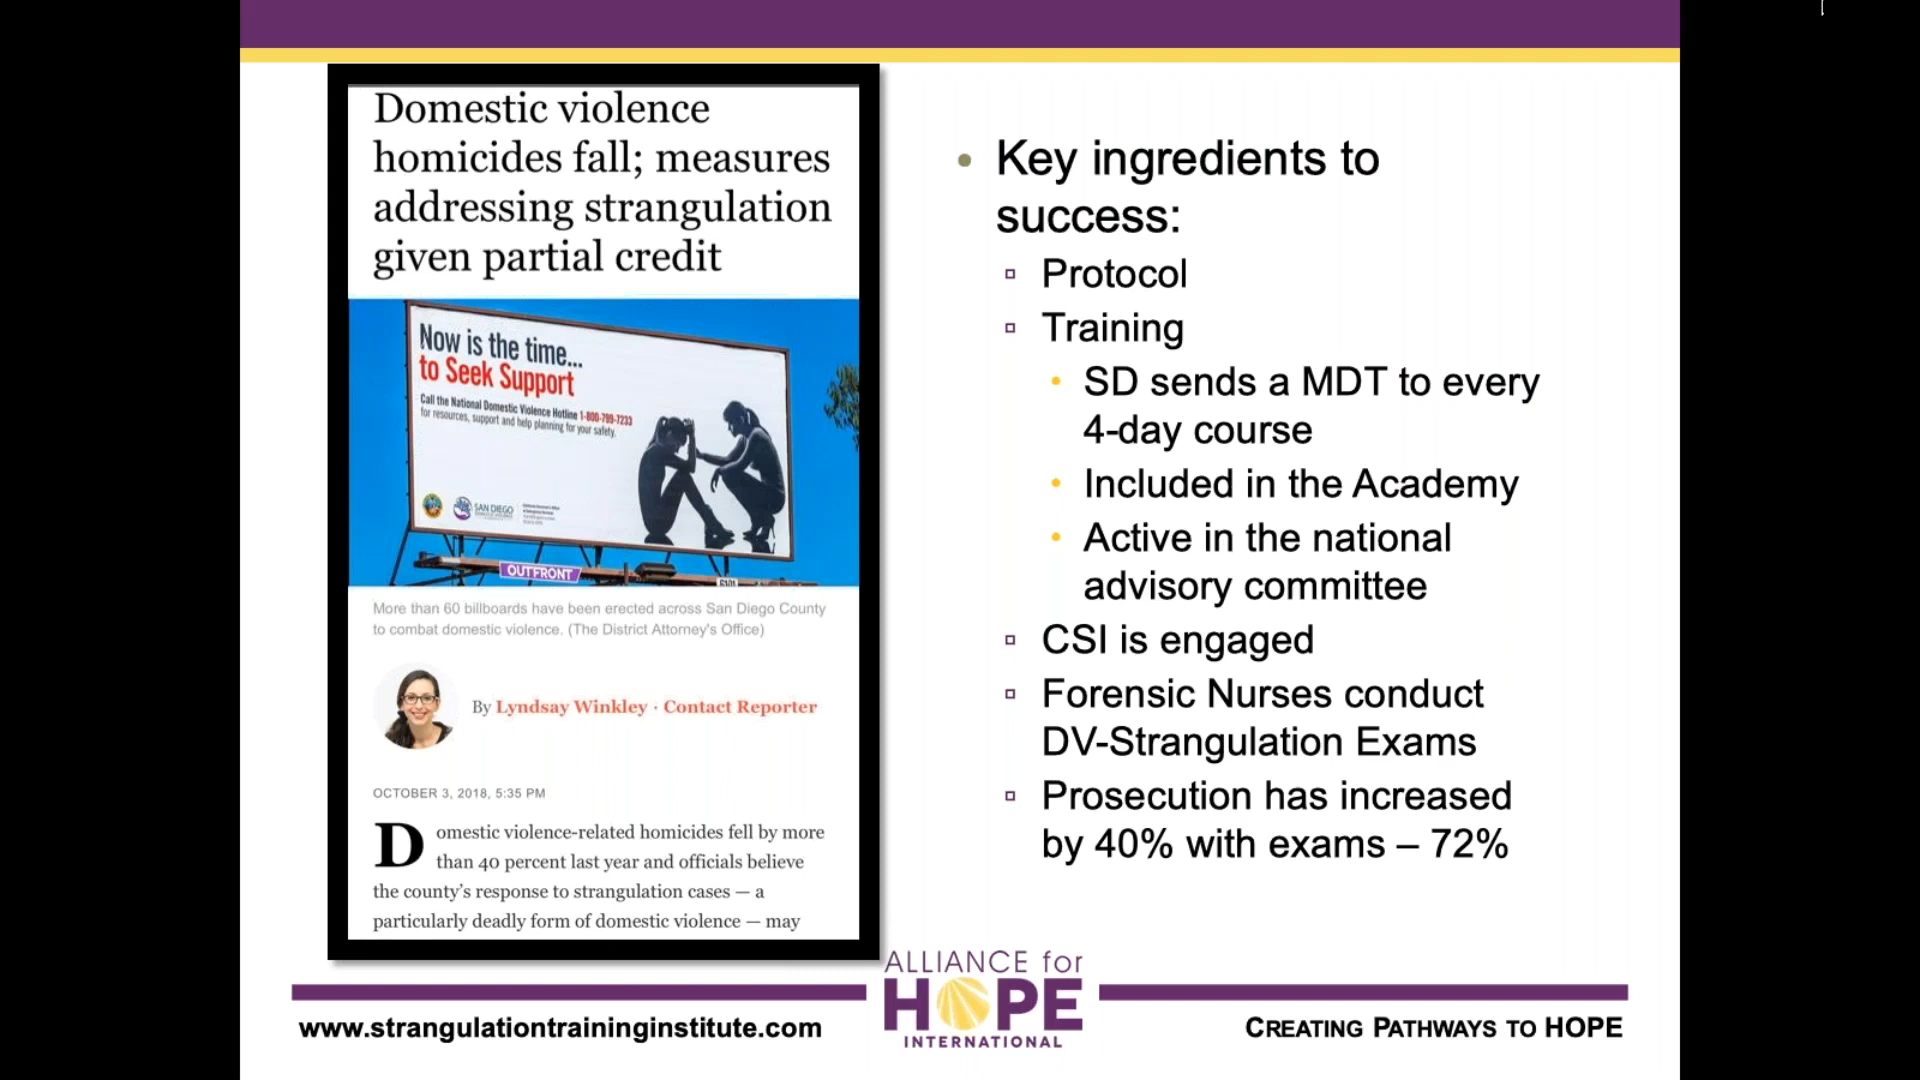 Domestic violence
homicides fall; measures
addressing strangulation
given partial credit
Now is the time...
to Seek Support
Call the National Domestic Violence Hotline 1-800-799-7233
for resources, support and help planning for your safety.
SAN DIEGO
OUTFRONT
More than 60 billboards have been erected across San Diego County
to combat domestic violence. (The District Attorney's Office)
By Lyndsay Winkley · Contact Reporter
OCTOBER 3, 2018, 5:35 PM
Domestic violence-related homicides fell by more
than 40 percent last year and officials believe
the county's response to strangulation cases — a
particularly deadly form of domestic violence — may
• Key ingredients to
success:
▫ Protocol
▫ Training
• SD sends a MDT to every
4-day course
• Included in the Academy
• Active in the national
advisory committee
▫ CSI is engaged
▫ Forensic Nurses conduct
DV-Strangulation Exams
▫ Prosecution has increased
by 40% with exams – 72%
www.strangulationtraininginstitute.com
ALLIANCE for
HOPE
INTERNATIONAL
CREATING PATHWAYS TO HOPE